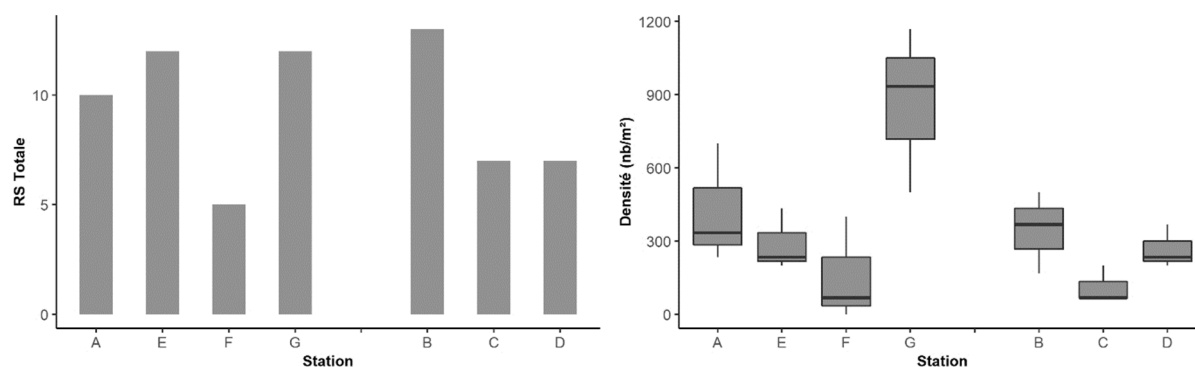 RS Totale
10
5
0
A E F G B C D
Station
Densité (nb/m²)
1200
900
600
300
0
A E F G B C D
Station